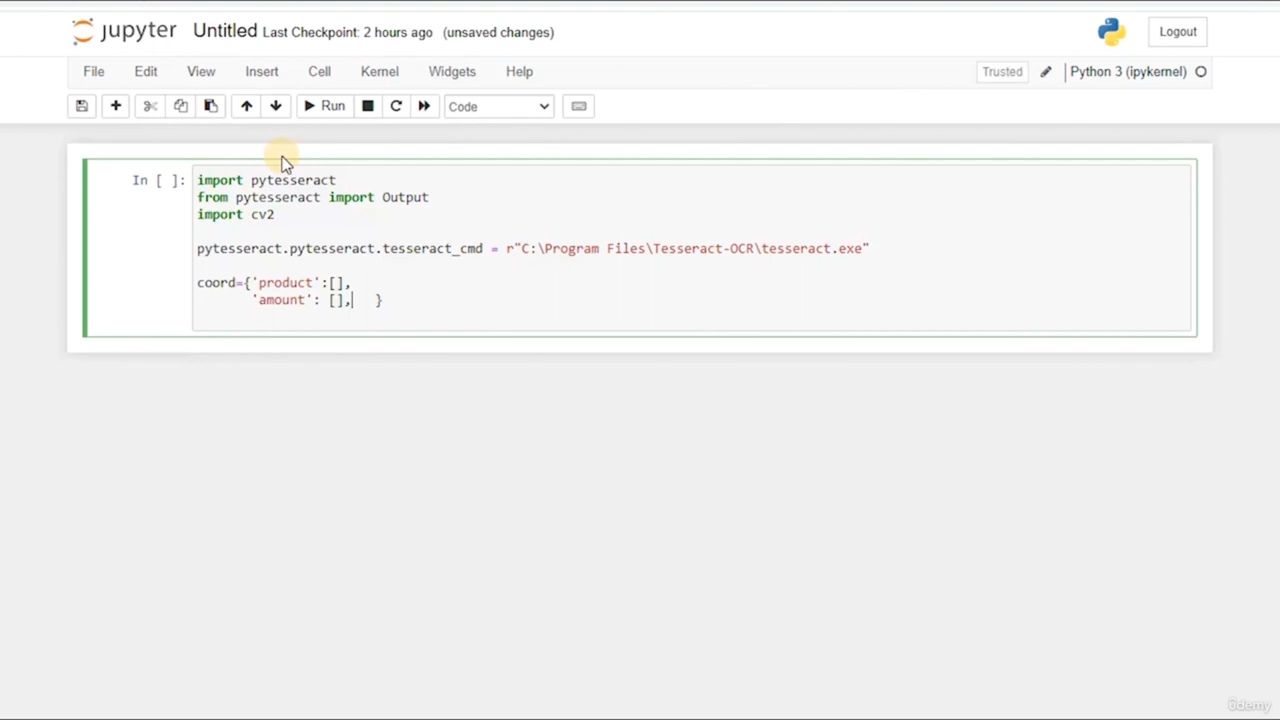 jupyter Untitled Last Checkpoint: 2 hours ago (unsaved changes) Logout
File Edit View Insert Cell Kernel Widgets Help Trusted Python 3 (ipykernel)
Run Code
In [ ]: import pytesseract
from pytesseract import Output
import cv2
pytesseract.pytesseract.tesseract_cmd = r"C:\Program Files\Tesseract-OCR\tesseract.exe"
coord={'product':[],
'amount': [], }
ûdemy